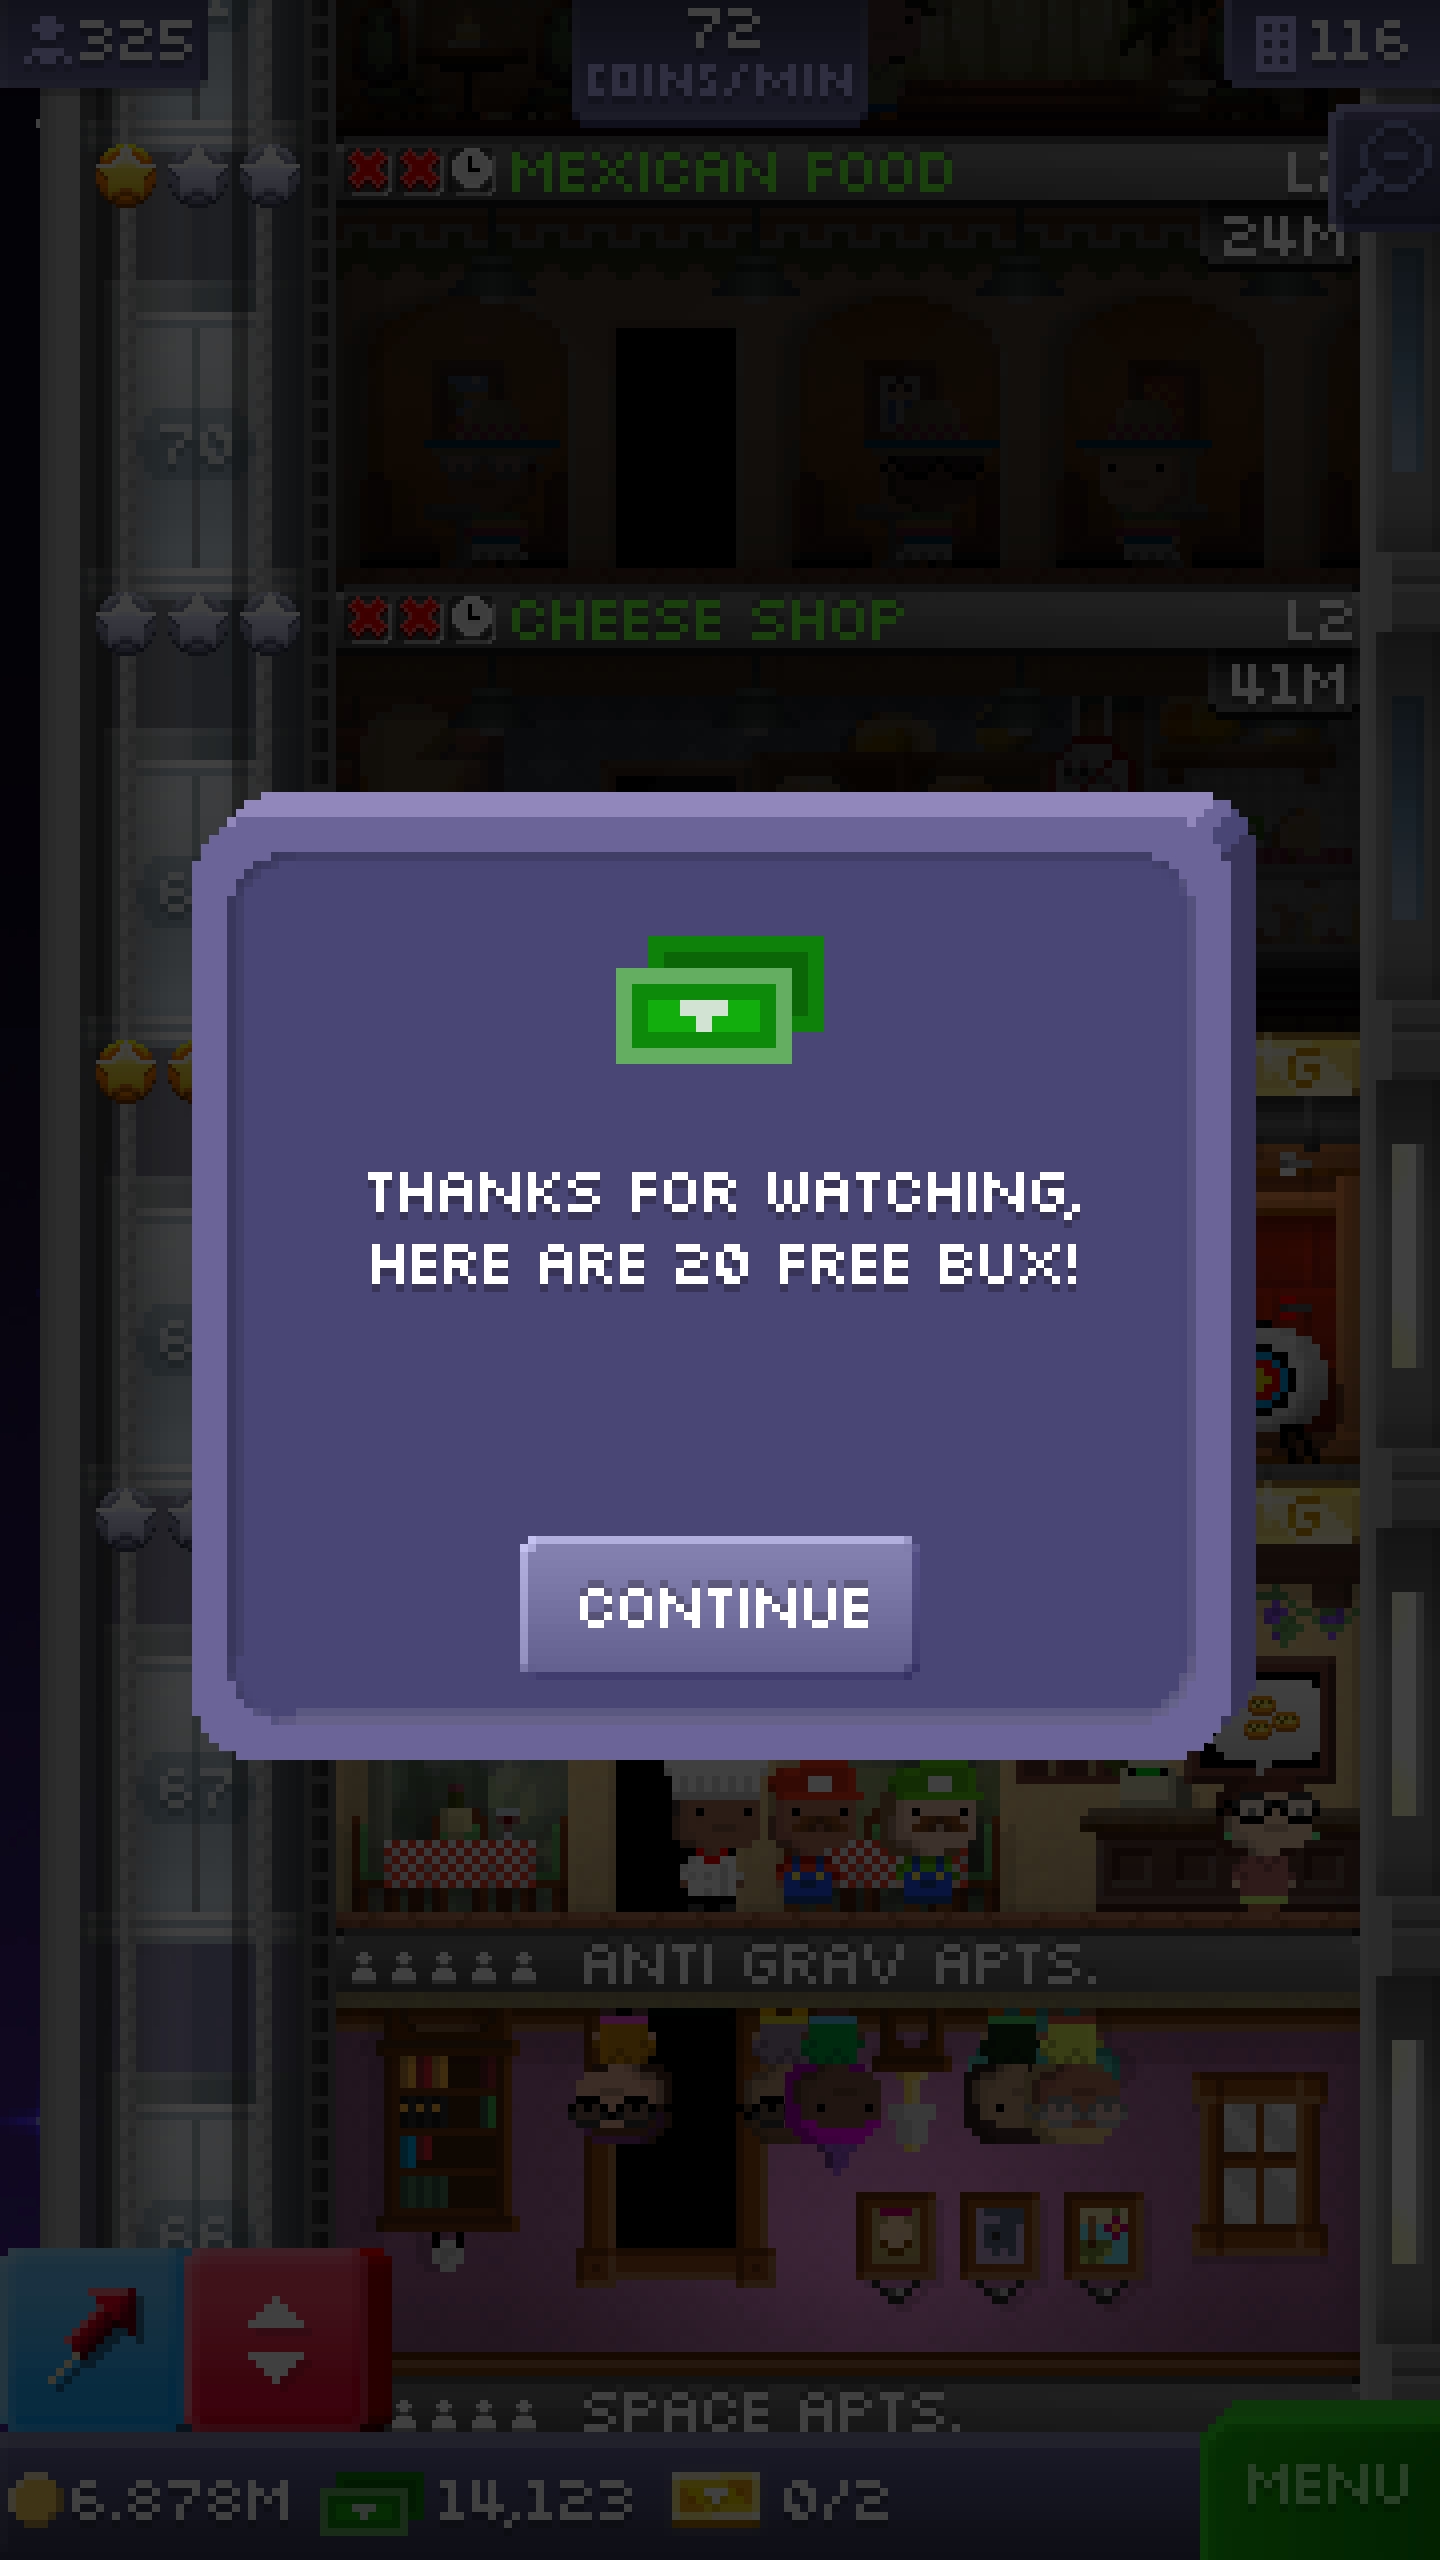 325
72
COINS/MIN
116
MEXICAN FOOD
24M
70
CHEESE SHOP
L2
41M
G
THANKS FOR WATCHING,
HERE ARE 20 FREE BUX!
G
CONTINUE
67
ANTI GRAV APTS.
66
SPACE APTS.
6.878M
14,123
0/2
MENU